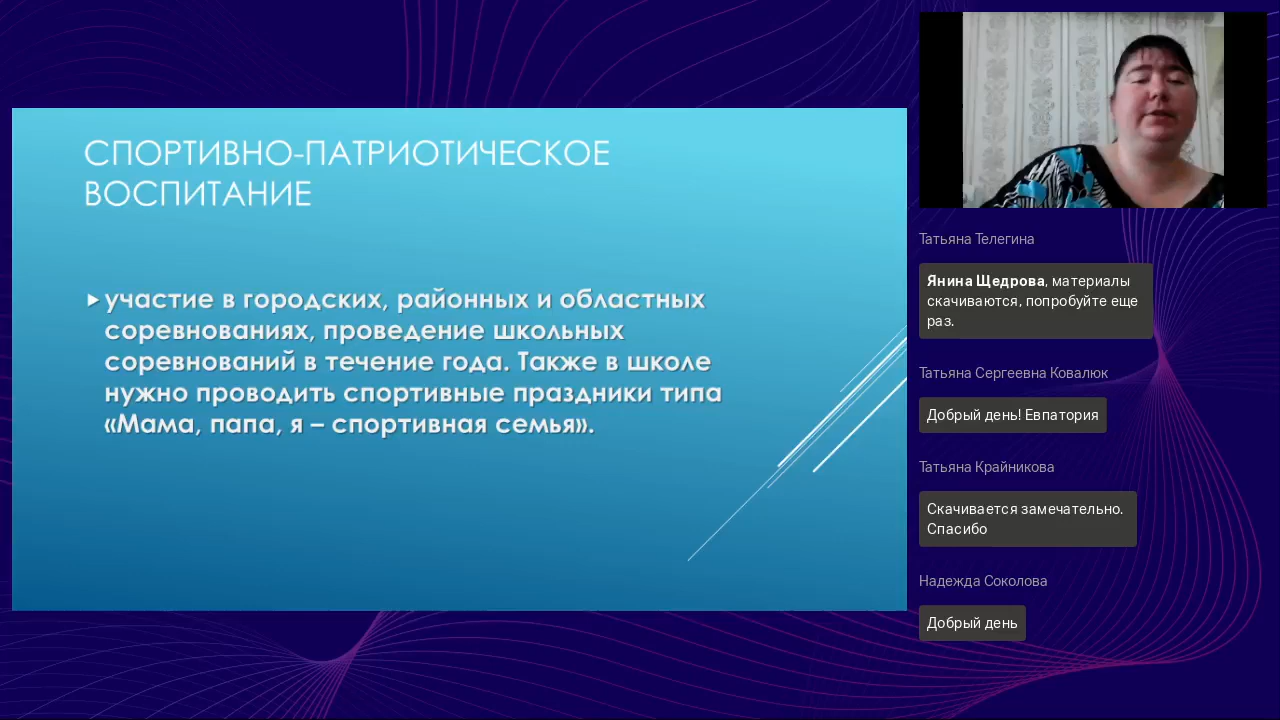 СПОРТИВНО-ПАТРИОТИЧЕСКОЕ
ВОСПИТАНИЕ
участие в городских, районных и областных
соревнованиях, проведение школьных
соревнований в течение года. Также в школе
нужно проводить спортивные праздники типа
«Мама, папа, я – спортивная семья».
Татьяна Телегина
Янина Щедрова, материалы
скачиваются, попробуйте еще
раз.
Татьяна Сергеевна Ковалюк
Добрый день! Евпатория
Татьяна Крайникова
Скачивается замечательно.
Спасибо
Надежда Соколова
Добрый день